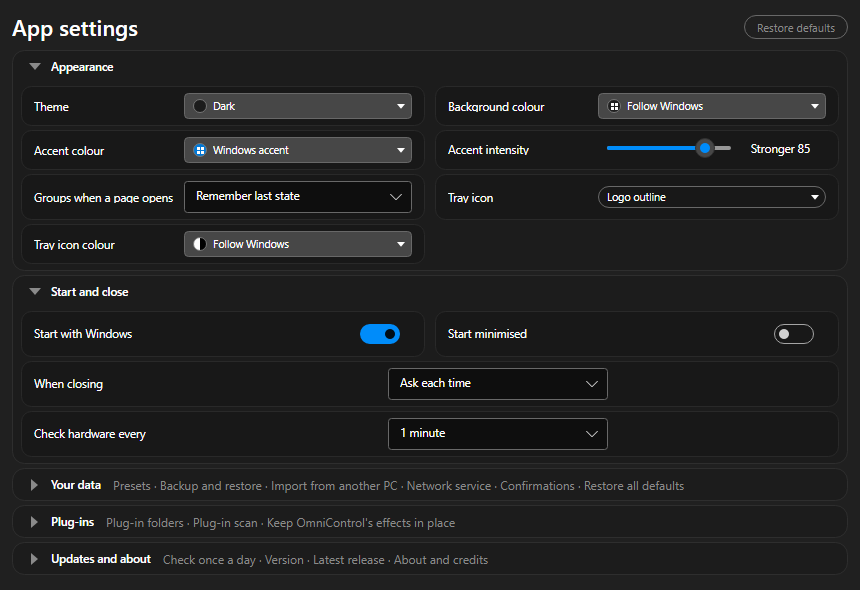 App settings
Restore defaults
Appearance
Theme
Dark
Background colour
Follow Windows
Accent colour
Windows accent
Accent intensity
Stronger 85
Groups when a page opens
Remember last state
Tray icon
Logo outline
Tray icon colour
Follow Windows
Start and close
Start with Windows
Start minimised
When closing
Ask each time
Check hardware every
1 minute
Your data Presets · Backup and restore · Import from another PC · Network service · Confirmations · Restore all defaults
Plug-ins Plug-in folders · Plug-in scan · Keep OmniControl's effects in place
Updates and about Check once a day · Version · Latest release · About and credits